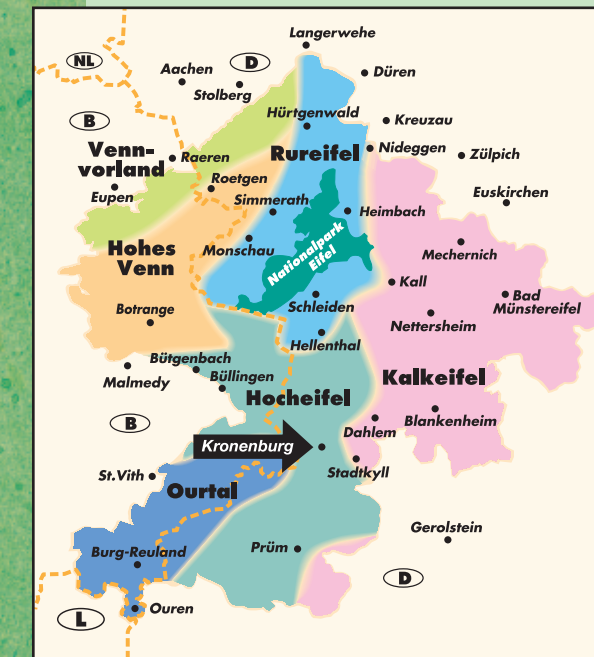 Langerwehe
NL
Aachen
D
Düren
Stolberg
Hürtgenwald
B
Kreuzau
Venn-
vorland
Raeren
Rureifel
Nideggen
Zülpich
Roetgen
Eupen
Simmerath
Heimbach
Euskirchen
Hohes
Venn
Monschau
Nationalpark
Eifel
Mechernich
Kall
Botrange
Schleiden
Bad
Münstereifel
Nettersheim
Hellenthal
Bütgenbach
Malmedy
Büllingen
Kalkeifel
Hocheifel
B
Blankenheim
Dahlem
Kronenburg
St.Vith
Stadtkyll
Ourtal
Gerolstein
Burg-Reuland
Prüm
D
L
Ouren